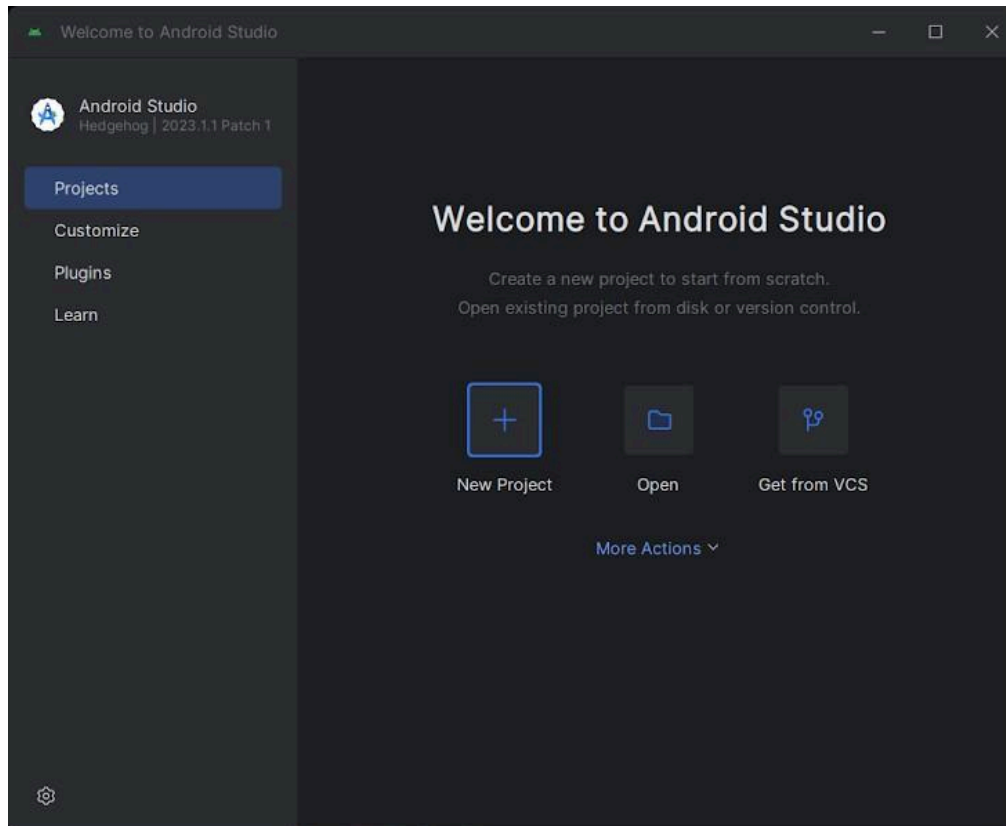 Welcome to Android Studio
Android Studio
Hedgehog | 2023.1.1 Patch 1
Projects
Customize
Plugins
Learn
Welcome to Android Studio
Create a new project to start from scratch.
Open existing project from disk or version control.
New Project
Open
Get from VCS
More Actions